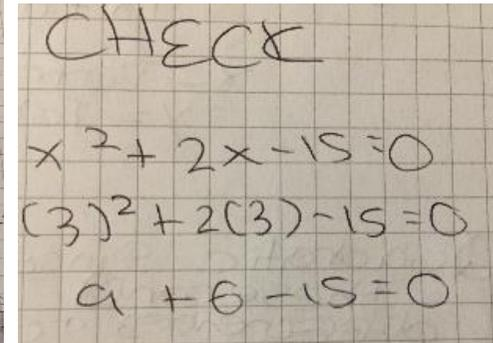 CHECK
x² + 2x - 15 = 0
(3)² + 2(3) - 15 = 0
9 + 6 - 15 = 0